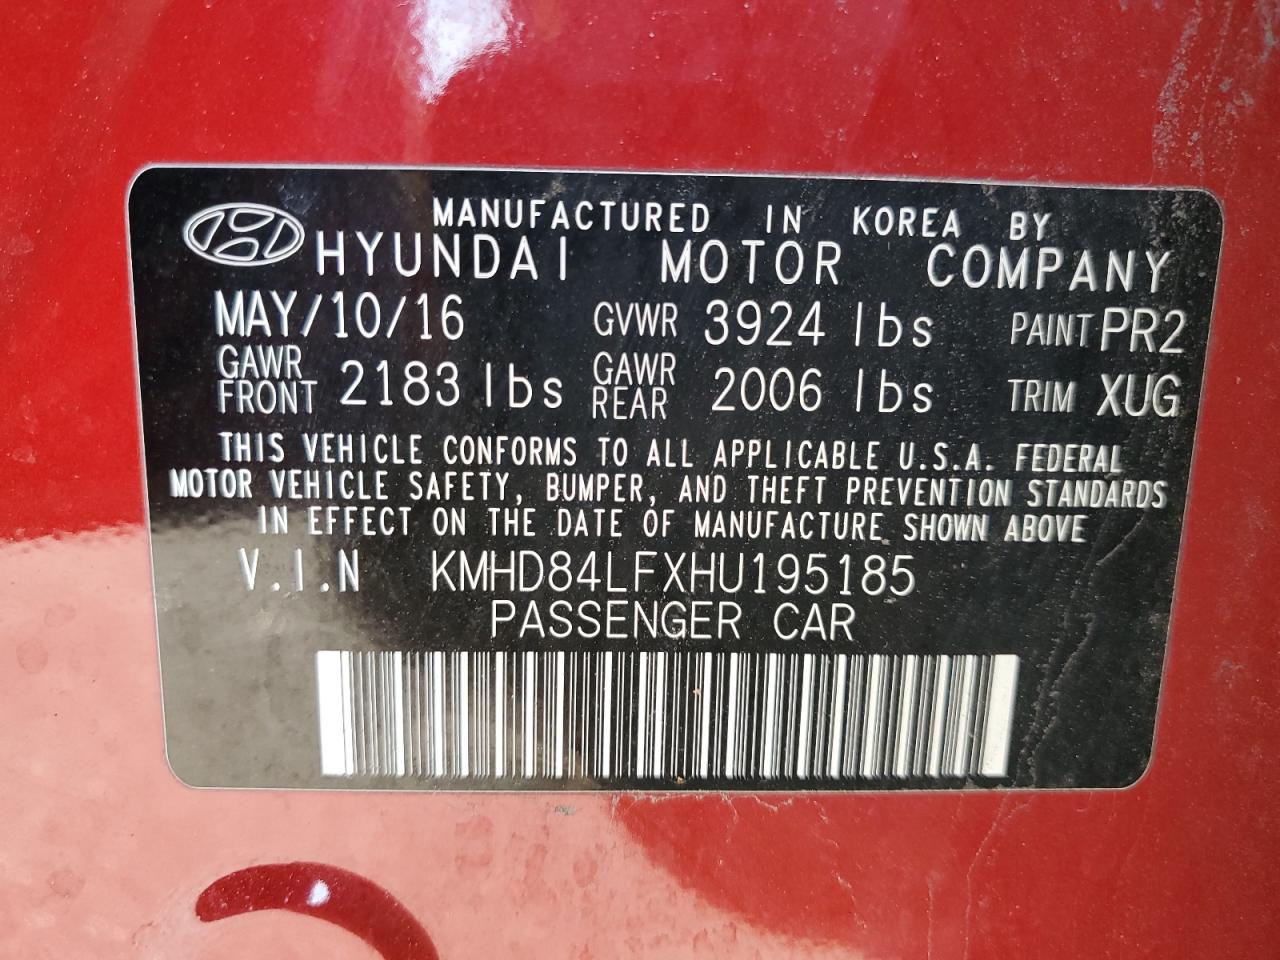 MANUFACTURED IN KOREA BY
HYUNDAI MOTOR COMPANY
MAY/10/16 GVWR 3924 lbs PAINT PR2
GAWR FRONT 2183 lbs GAWR REAR 2006 lbs TRIM XUG
THIS VEHICLE CONFORMS TO ALL APPLICABLE U.S.A. FEDERAL
MOTOR VEHICLE SAFETY, BUMPER, AND THEFT PREVENTION STANDARDS
IN EFFECT ON THE DATE OF MANUFACTURE SHOWN ABOVE
V.I.N KMHD84LFXHU195185
PASSENGER CAR